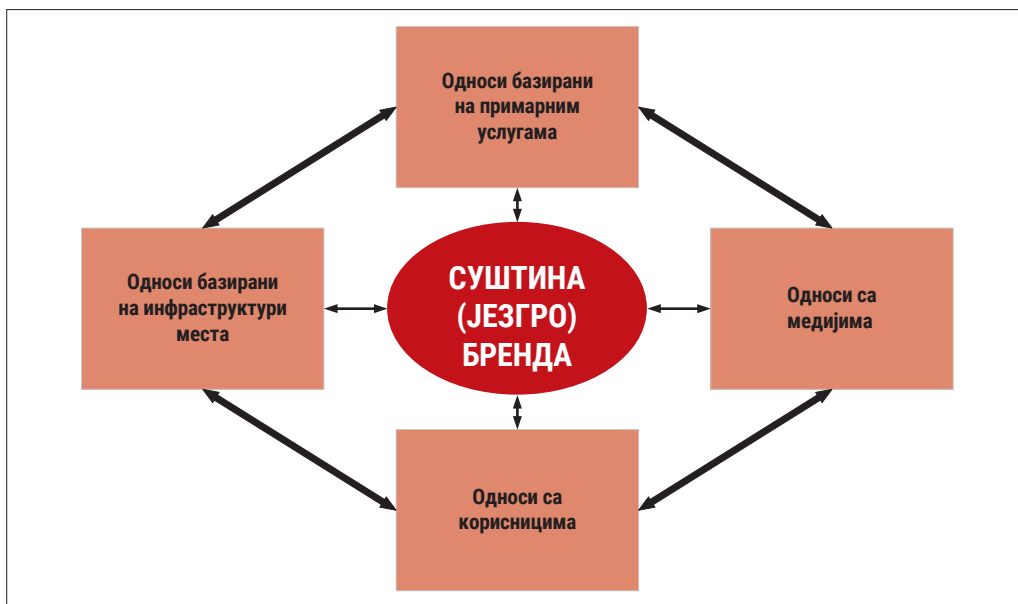 Односи базирани
на примарним
услугама
Односи базирани
на инфраструктури
места
СУШТИНА
(ЈЕЗГРО)
БРЕНДА
Односи са
медијима
Односи са
корисницима